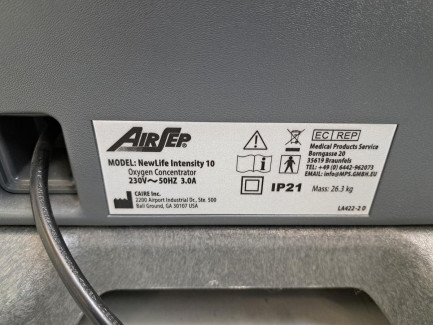 AIRSEP
MODEL: NewLife Intensity 10
Oxygen Concentrator
230V~50HZ 3.0A
CAIRE Inc.
2200 Airport Industrial Dr., Ste. 500
Ball Ground, GA 30107 USA
EC REP
Medical Products Service
Borngasse 20
35619 Braunfels
TEL: +49 (0) 6442-962073
EMAIL: info@MPS.GMBH.EU
IP21
Mass: 26.3 kg
LA422-2 D